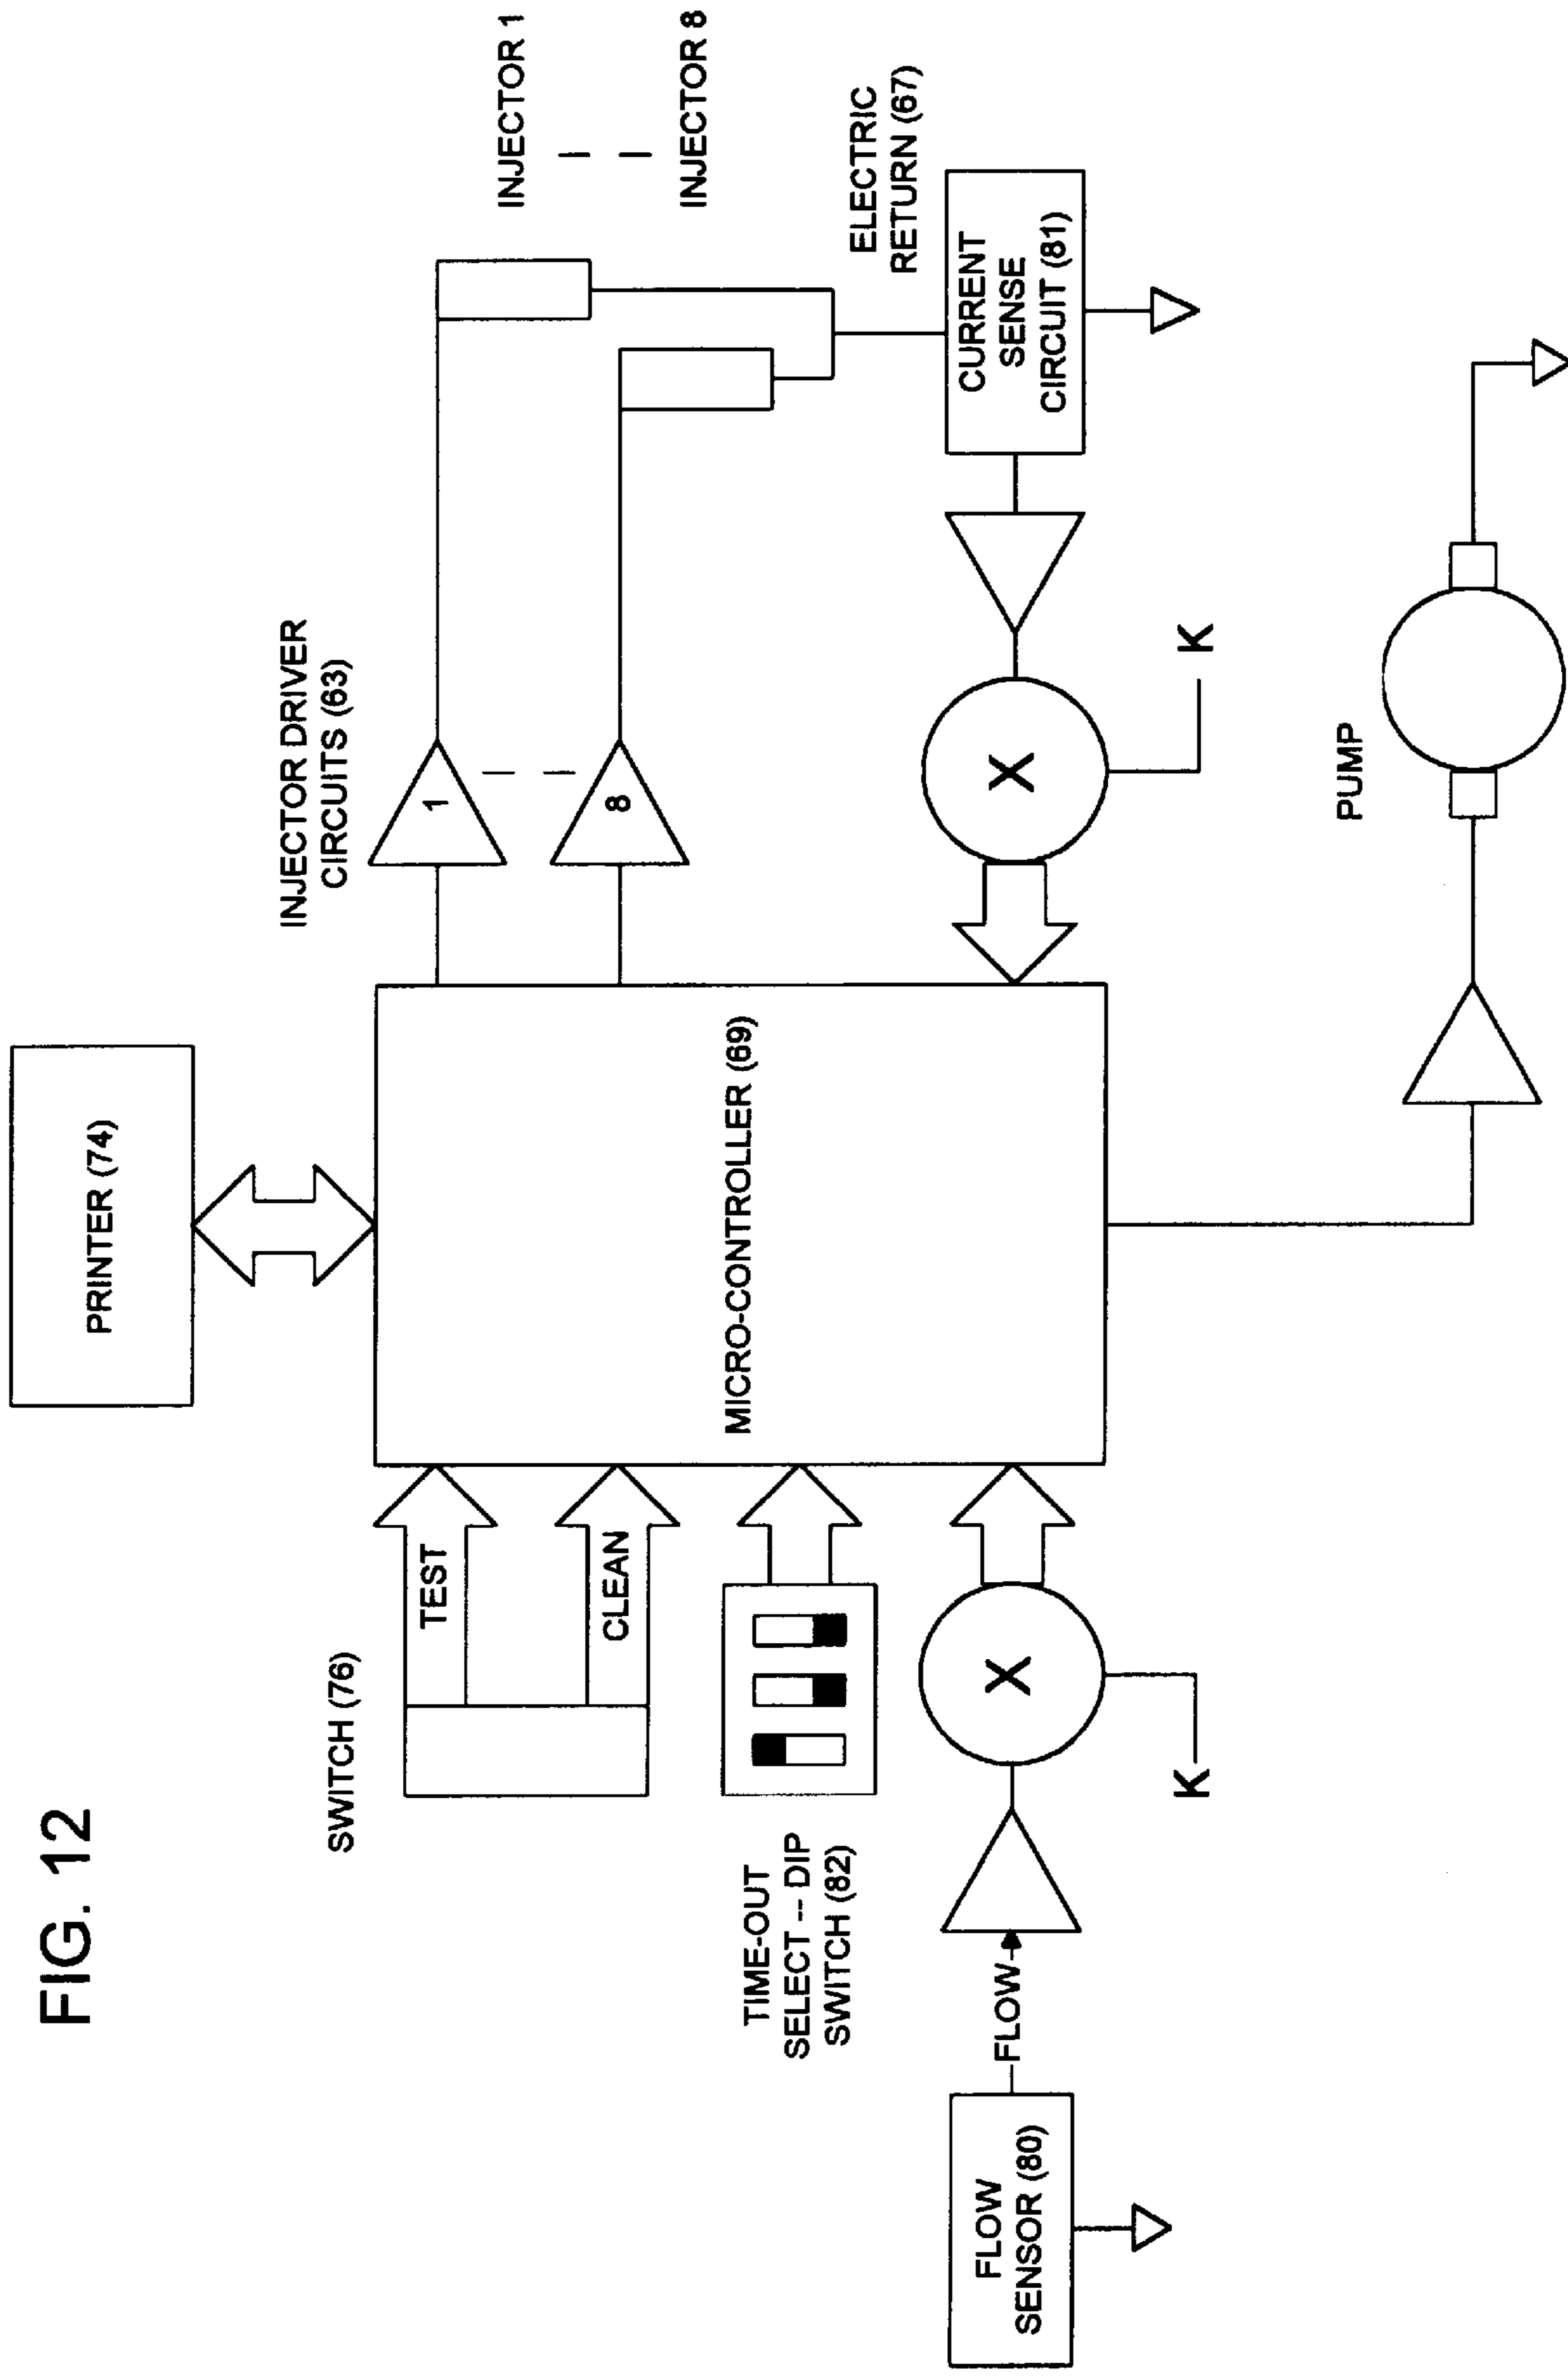 FIG. 12
PRINTER (74)
SWITCH (76)
TEST
CLEAN
TIME-OUT
SELECT -- DIP
SWITCH (82)
FLOW
SENSOR (80)
FLOW
X
K
MICRO-CONTROLLER (69)
INJECTOR DRIVER
CIRCUITS (63)
1
8
INJECTOR 1
INJECTOR 8
ELECTRIC
RETURN (67)
CURRENT
SENSE
CIRCUIT (81)
X
K
PUMP